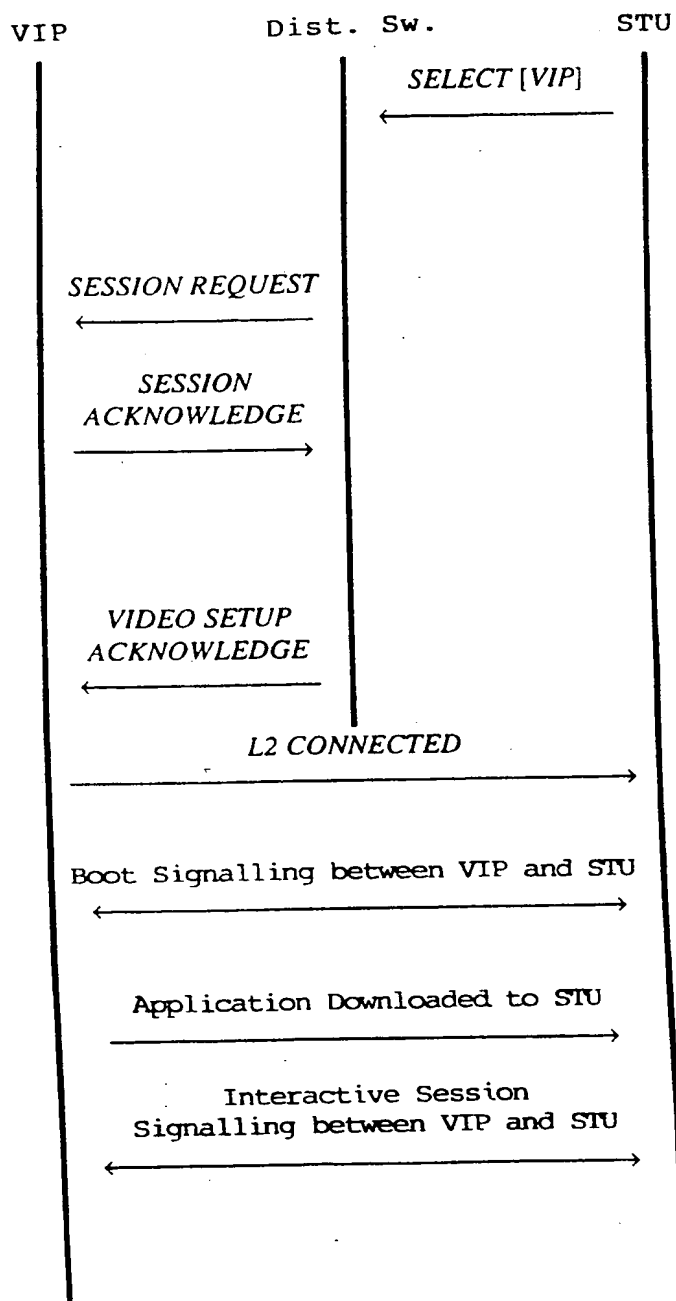 VIP Dist. Sw. STU
SELECT [VIP]
SESSION REQUEST
SESSION
ACKNOWLEDGE
VIDEO SETUP
ACKNOWLEDGE
L2 CONNECTED
Boot Signalling between VIP and STU
Application Downloaded to STU
Interactive Session
Signalling between VIP and STU